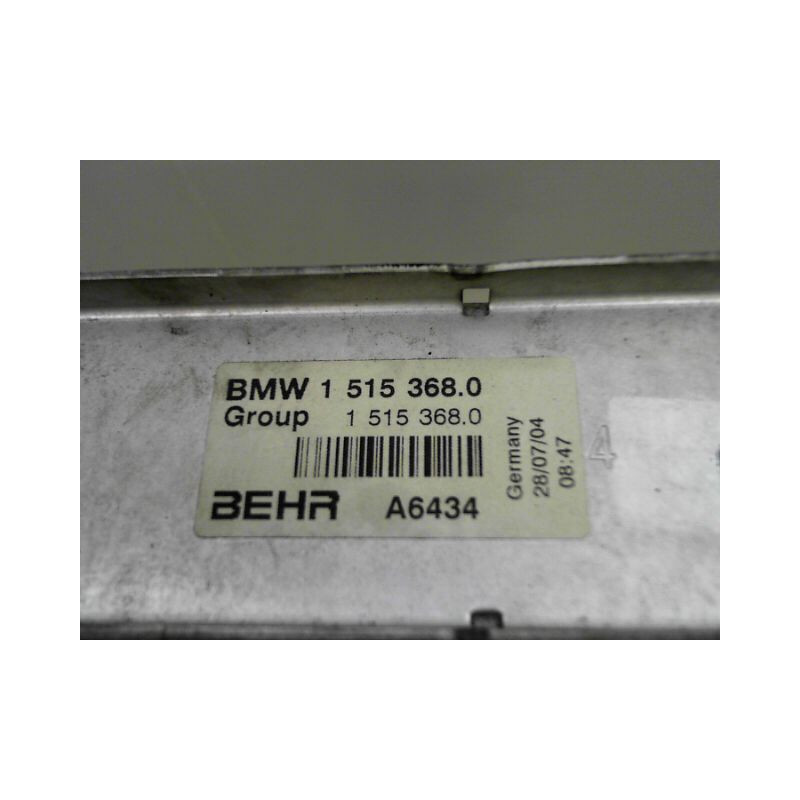 BMW 1 515 368.0
Group 1 515 368.0
BEHR A6434
Germany
28/07/04
08:47
4